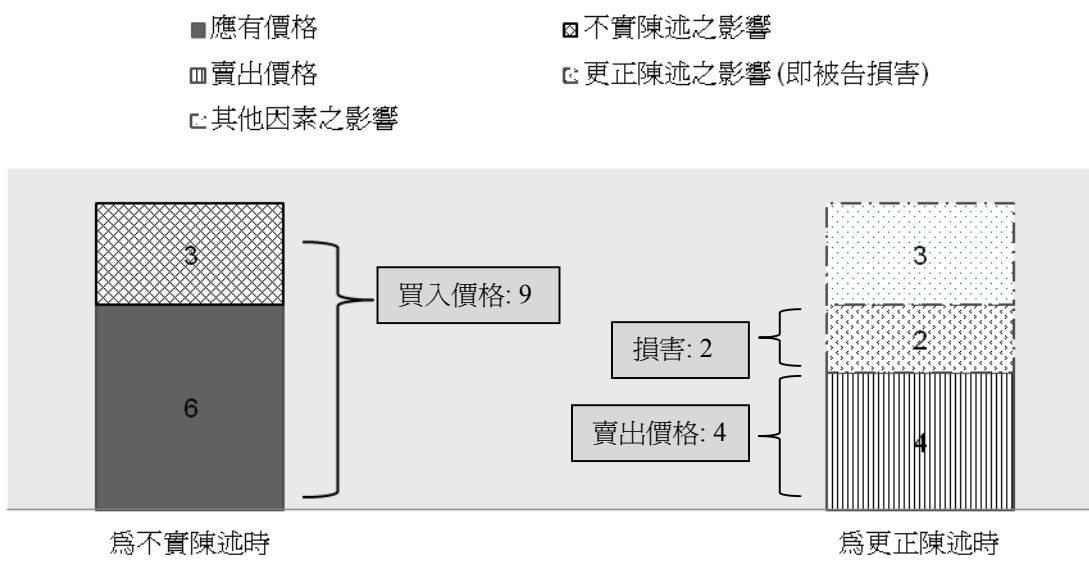 應有價格
不實陳述之影響
賣出價格
更正陳述之影響 (即被告損害)
其他因素之影響
3
買入價格: 9
6
3
損害: 2
2
賣出價格: 4
4
為不實陳述時
為更正陳述時